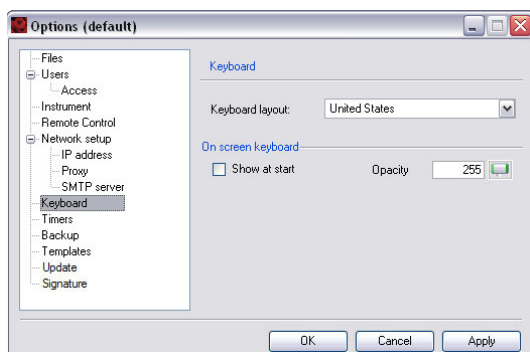 Options (default)
Files
Users
Access
Instrument
Remote Control
Network setup
IP address
Proxy
SMTP server
Keyboard
Timers
Backup
Templates
Update
Signature
Keyboard
Keyboard layout: United States
On screen keyboard
Show at start Opacity 255
OK Cancel Apply